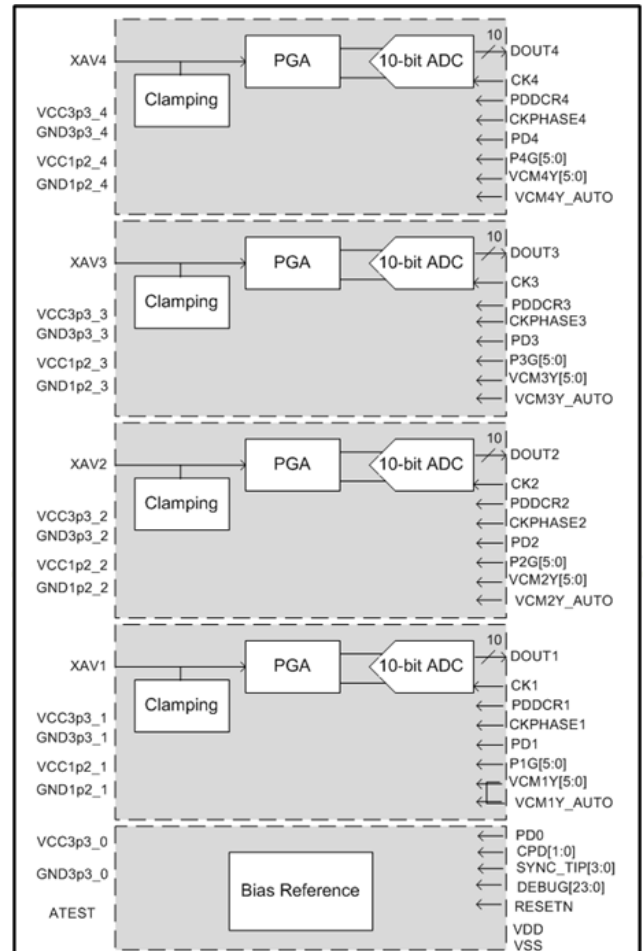 10
XAV4
PGA
10-bit ADC
DOUT4
Clamping
CK4
PDDCR4
VCC3p3_4
CKPHASE4
GND3p3_4
PD4
VCC1p2_4
P4G[5:0]
GND1p2_4
VCM4Y[5:0]
VCM4Y_AUTO
10
XAV3
PGA
10-bit ADC
DOUT3
Clamping
CK3
PDDCR3
VCC3p3_3
CKPHASE3
GND3p3_3
PD3
VCC1p2_3
P3G[5:0]
GND1p2_3
VCM3Y[5:0]
VCM3Y_AUTO
10
XAV2
PGA
10-bit ADC
DOUT2
Clamping
CK2
PDDCR2
VCC3p3_2
CKPHASE2
GND3p3_2
PD2
VCC1p2_2
P2G[5:0]
GND1p2_2
VCM2Y[5:0]
VCM2Y_AUTO
10
XAV1
PGA
10-bit ADC
DOUT1
Clamping
CK1
PDDCR1
VCC3p3_1
CKPHASE1
GND3p3_1
PD1
VCC1p2_1
P1G[5:0]
GND1p2_1
VCM1Y[5:0]
VCM1Y_AUTO
VCC3p3_0
PD0
CPD[1:0]
GND3p3_0
SYNC_TIP[3:0]
Bias Reference
DEBUG[23:0]
ATEST
RESETN
VDD
VSS